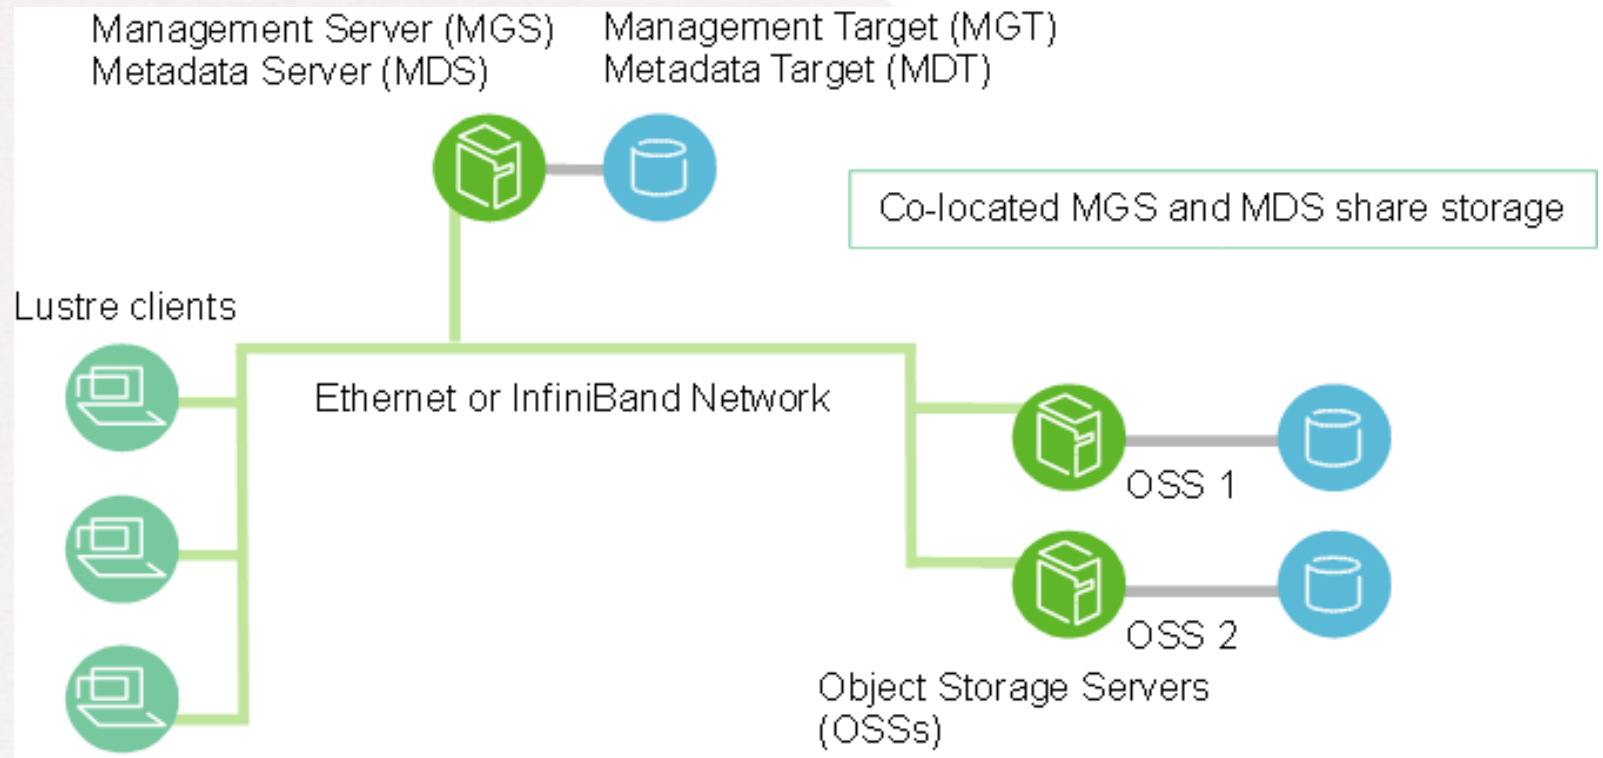 Management Server (MGS)
Metadata Server (MDS)
Management Target (MGT)
Metadata Target (MDT)
Co-located MGS and MDS share storage
Lustre clients
Ethernet or InfiniBand Network
OSS 1
OSS 2
Object Storage Servers
(OSSs)